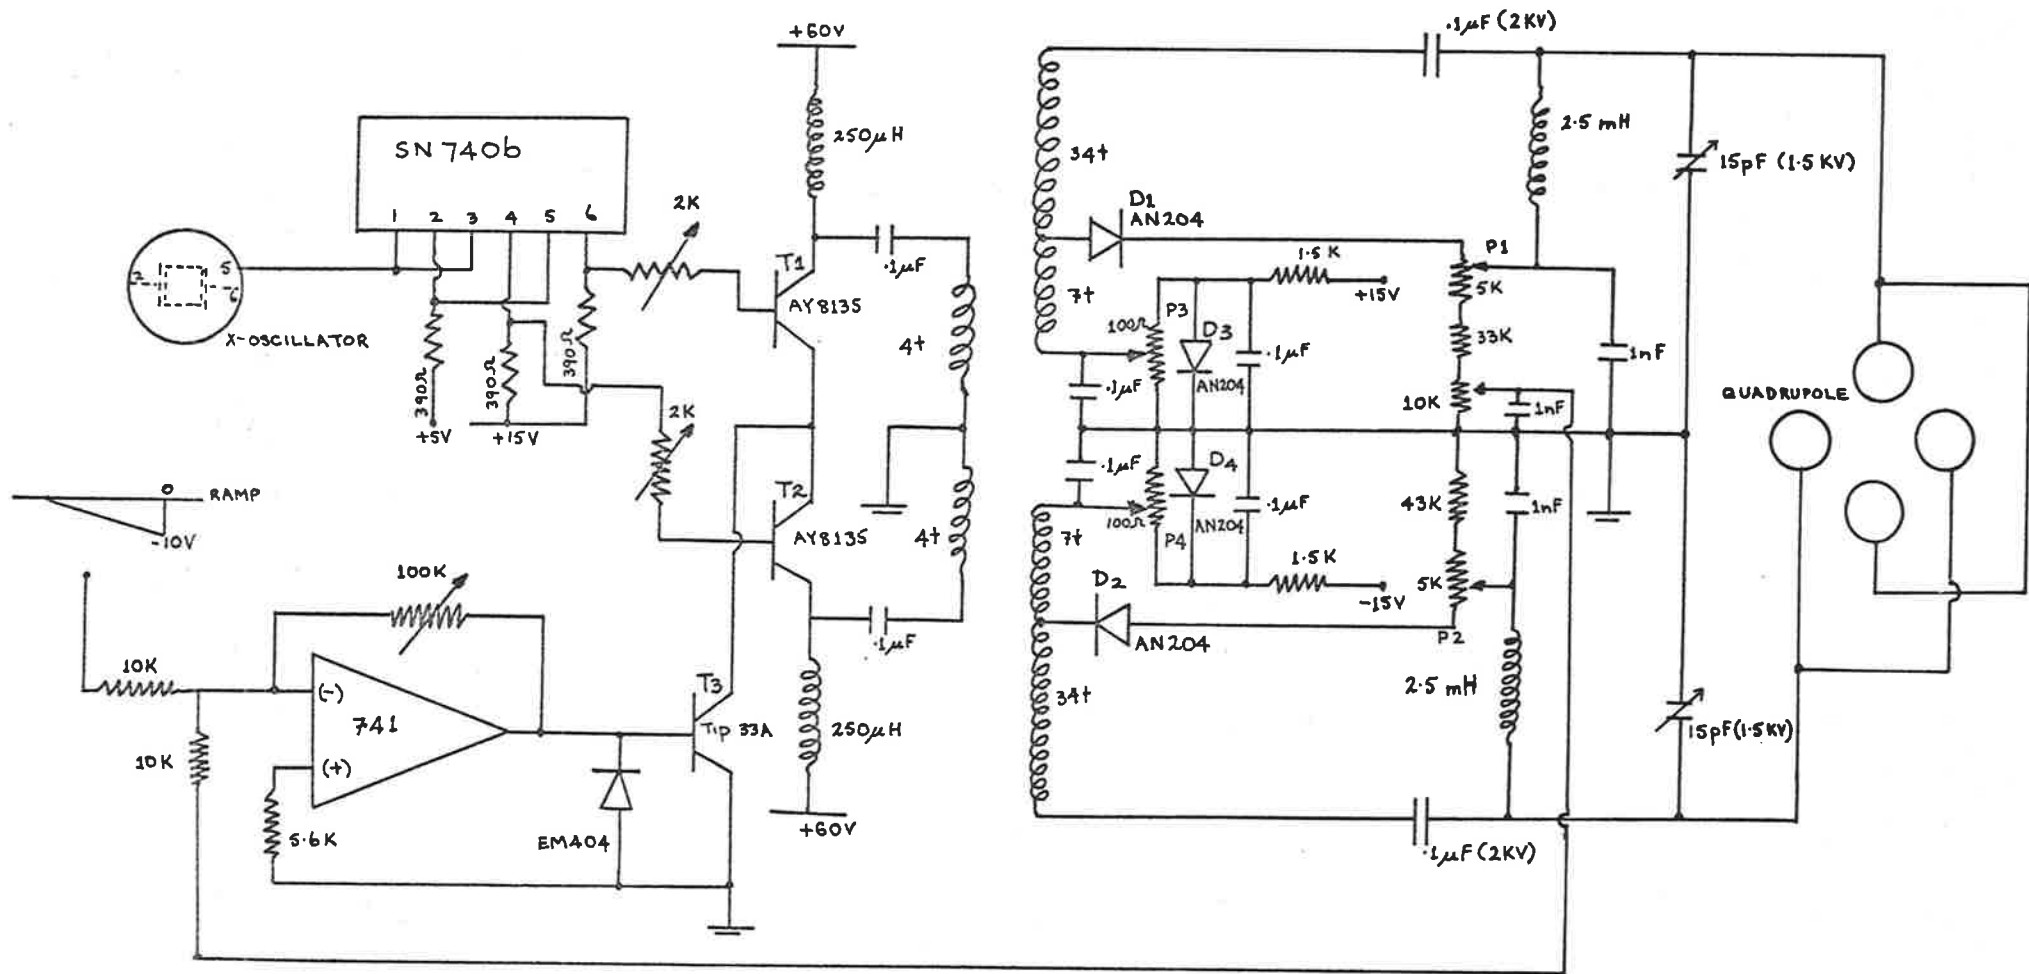 +60V
.1µF (2KV)
250µH
2.5 mH
SN 7406
34t
15pF (1.5KV)
1 2 3 4 5 6
2K
D1
AN204
P1
2 5 6
X-OSCILLATOR
T1
AY8135
.1µF
1.5K
+15V
5K
7t
P3
100Ω
D3
AN204
.1µF
33K
1nF
4t
.1µF
10K
1nF
QUADRUPOLE
390Ω
390Ω
390Ω
+5V
+15V
2K
.1µF
D4
AN204
.1µF
43K
1nF
0 RAMP
-10V
T2
AY8135
4t
7t
100Ω
P4
1.5K
-15V
5K
P2
100K
D2
AN204
.1µF
2.5 mH
10K
(-)
741
(+)
T3
Tip 33A
250µH
34t
15pF(1.5KV)
10K
5.6K
EM404
+60V
.1µF (2KV)